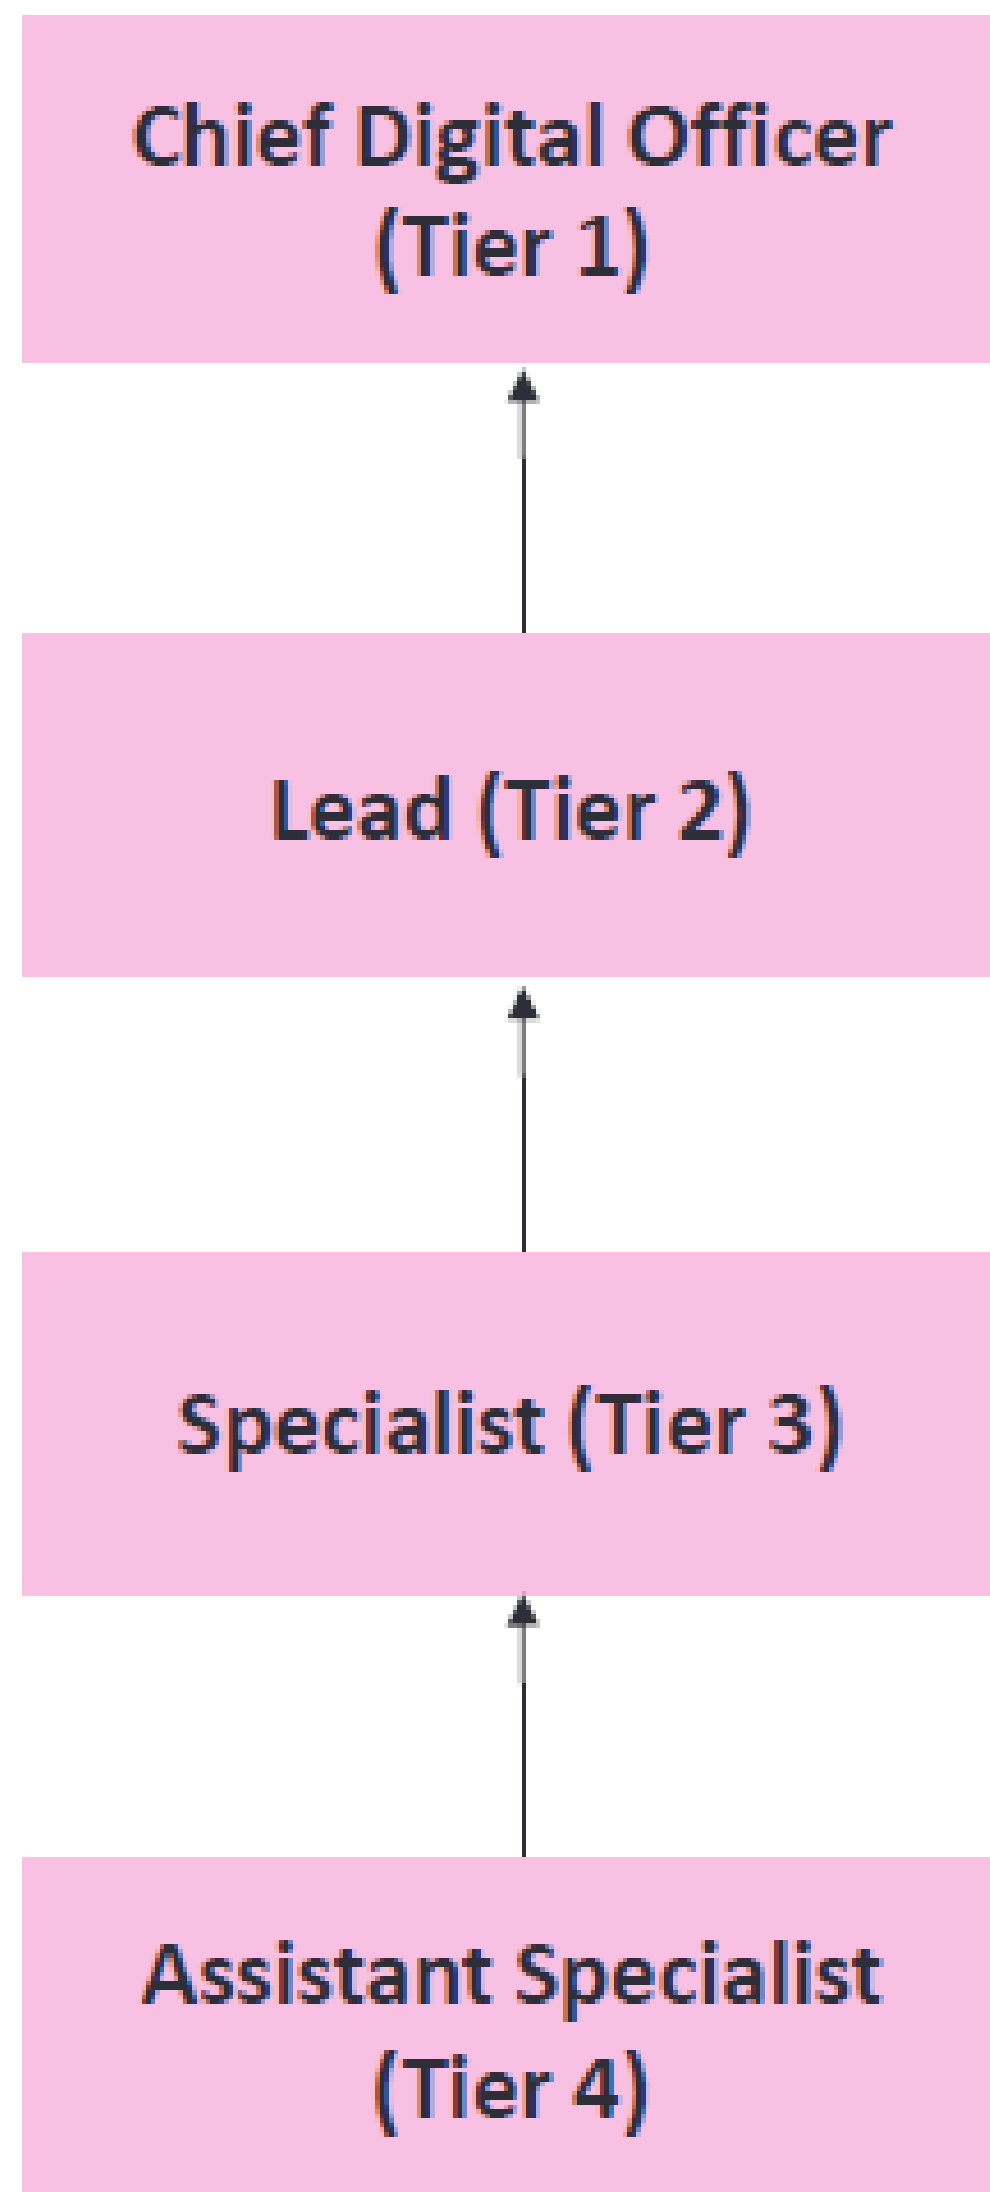 Chief Digital Officer
(Tier 1)
Lead (Tier 2)
Specialist (Tier 3)
Assistant Specialist
(Tier 4)